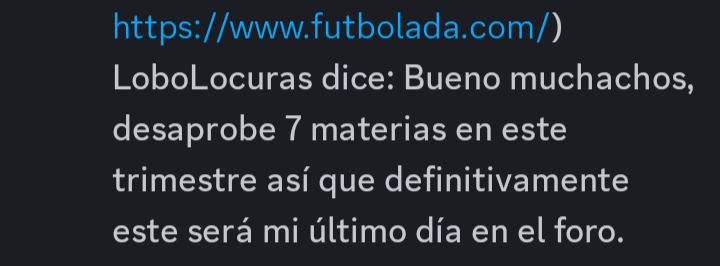 https://www.futbolada.com/)
LoboLocuras dice: Bueno muchachos,
desaprobe 7 materias en este
trimestre así que definitivamente
este será mi último día en el foro.